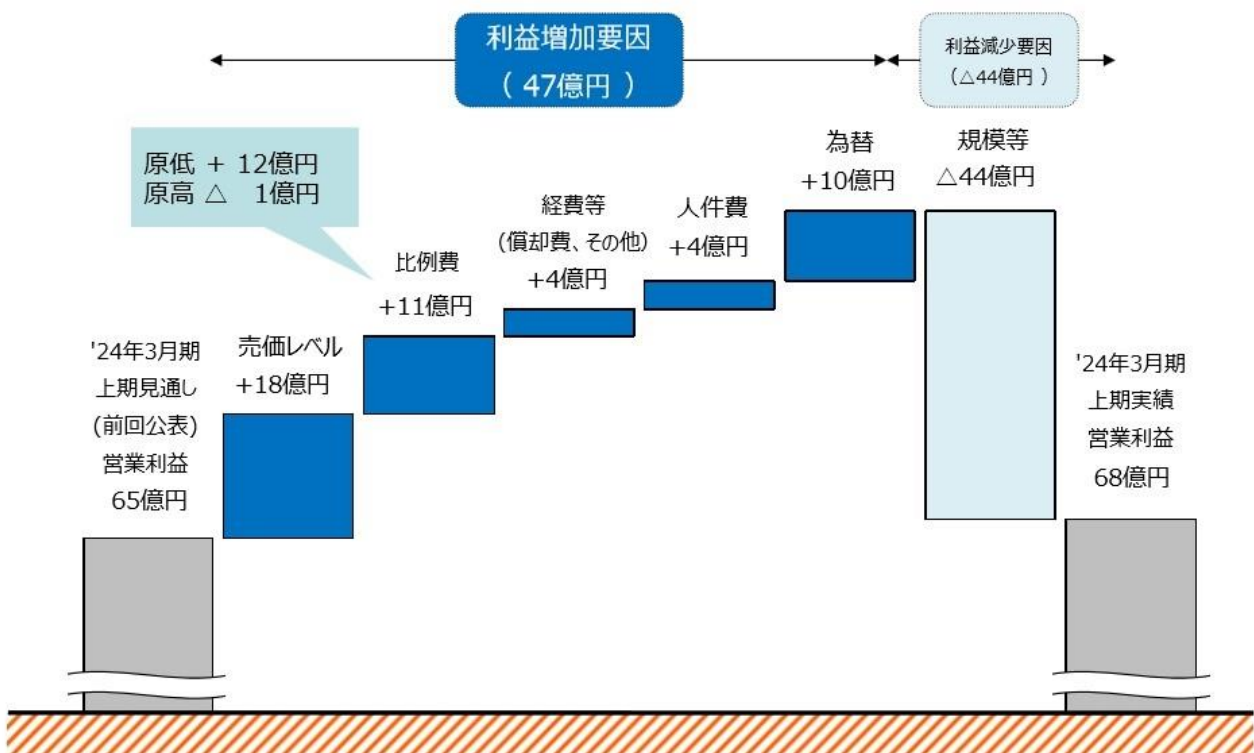 利益増加要因
( 47億円 )
利益減少要因
(△44億円 )
原低 + 12億円
原高 △ 1億円
'24年3月期
上期見通し
(前回公表)
営業利益
65億円
売価レベル
+18億円
比例費
+11億円
経費等
(償却費、その他)
+4億円
人件費
+4億円
為替
+10億円
規模等
△44億円
'24年3月期
上期実績
営業利益
68億円